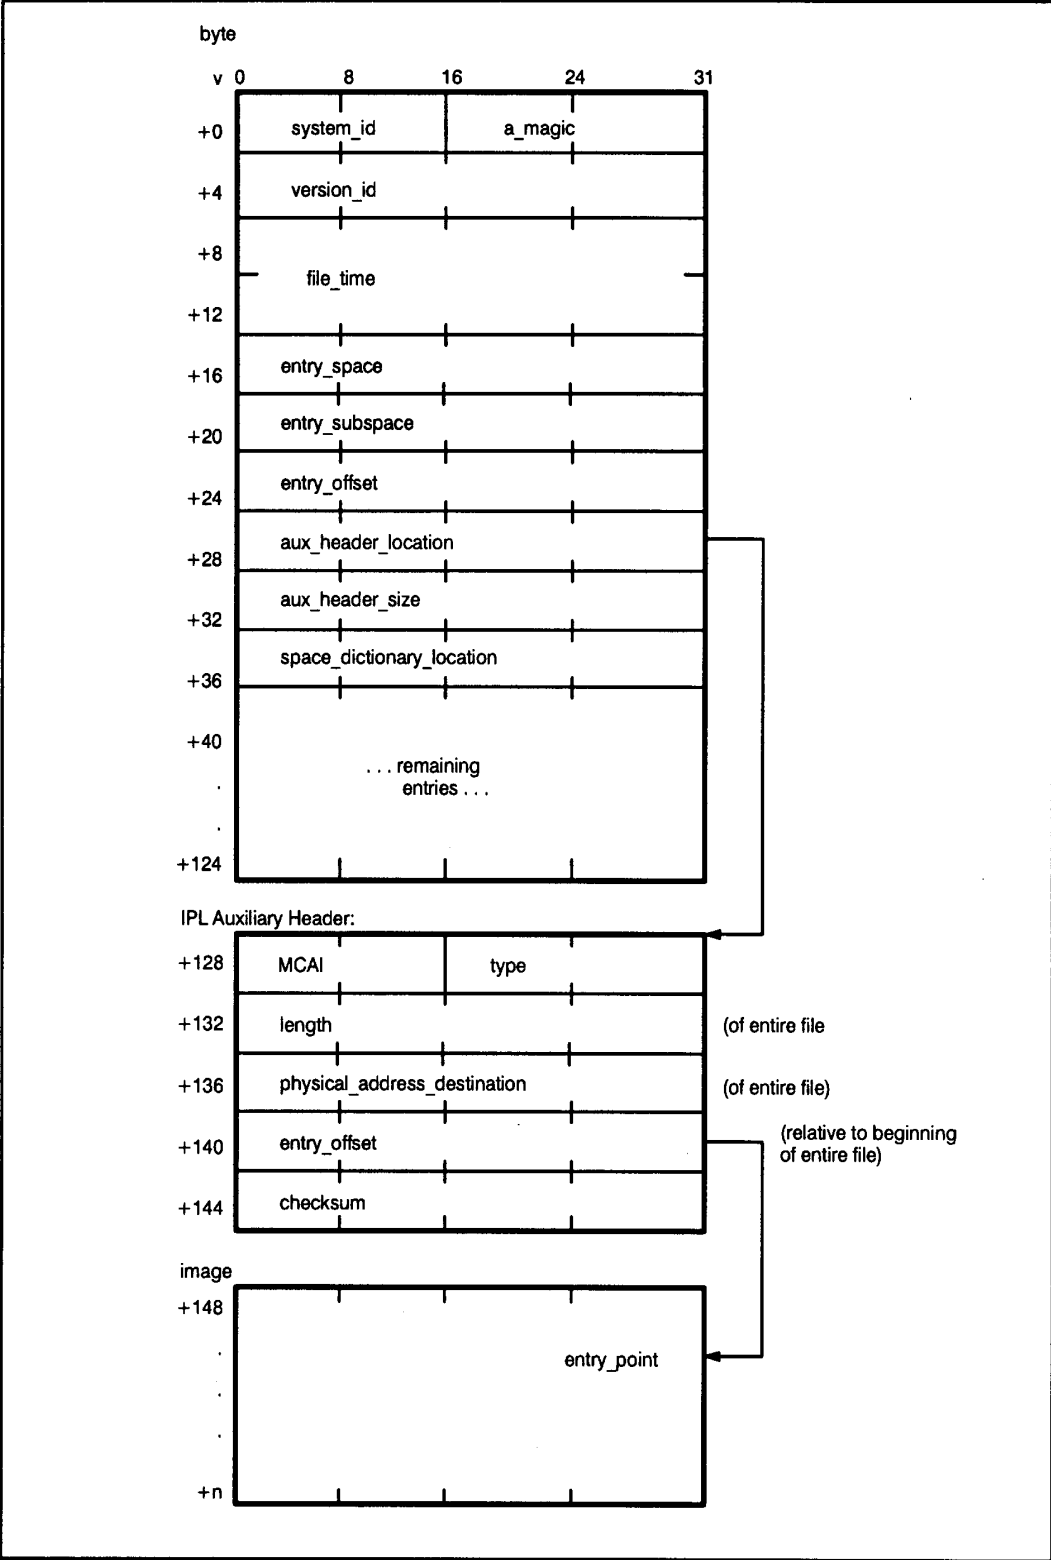 byte
v 0 8 16 24 31
+0 system_id a_magic
+4 version_id
+8
file_time
+12
+16 entry_space
+20 entry_subspace
+24 entry_offset
+28 aux_header_location
+32 aux_header_size
+36 space_dictionary_location
+40
. . . remaining
. entries . . .
.
+124
IPL Auxiliary Header:
+128 MCAI type
+132 length (of entire file
+136 physical_address_destination (of entire file)
+140 entry_offset (relative to beginning
of entire file)
+144 checksum
image
+148
. entry_point
.
.
+n